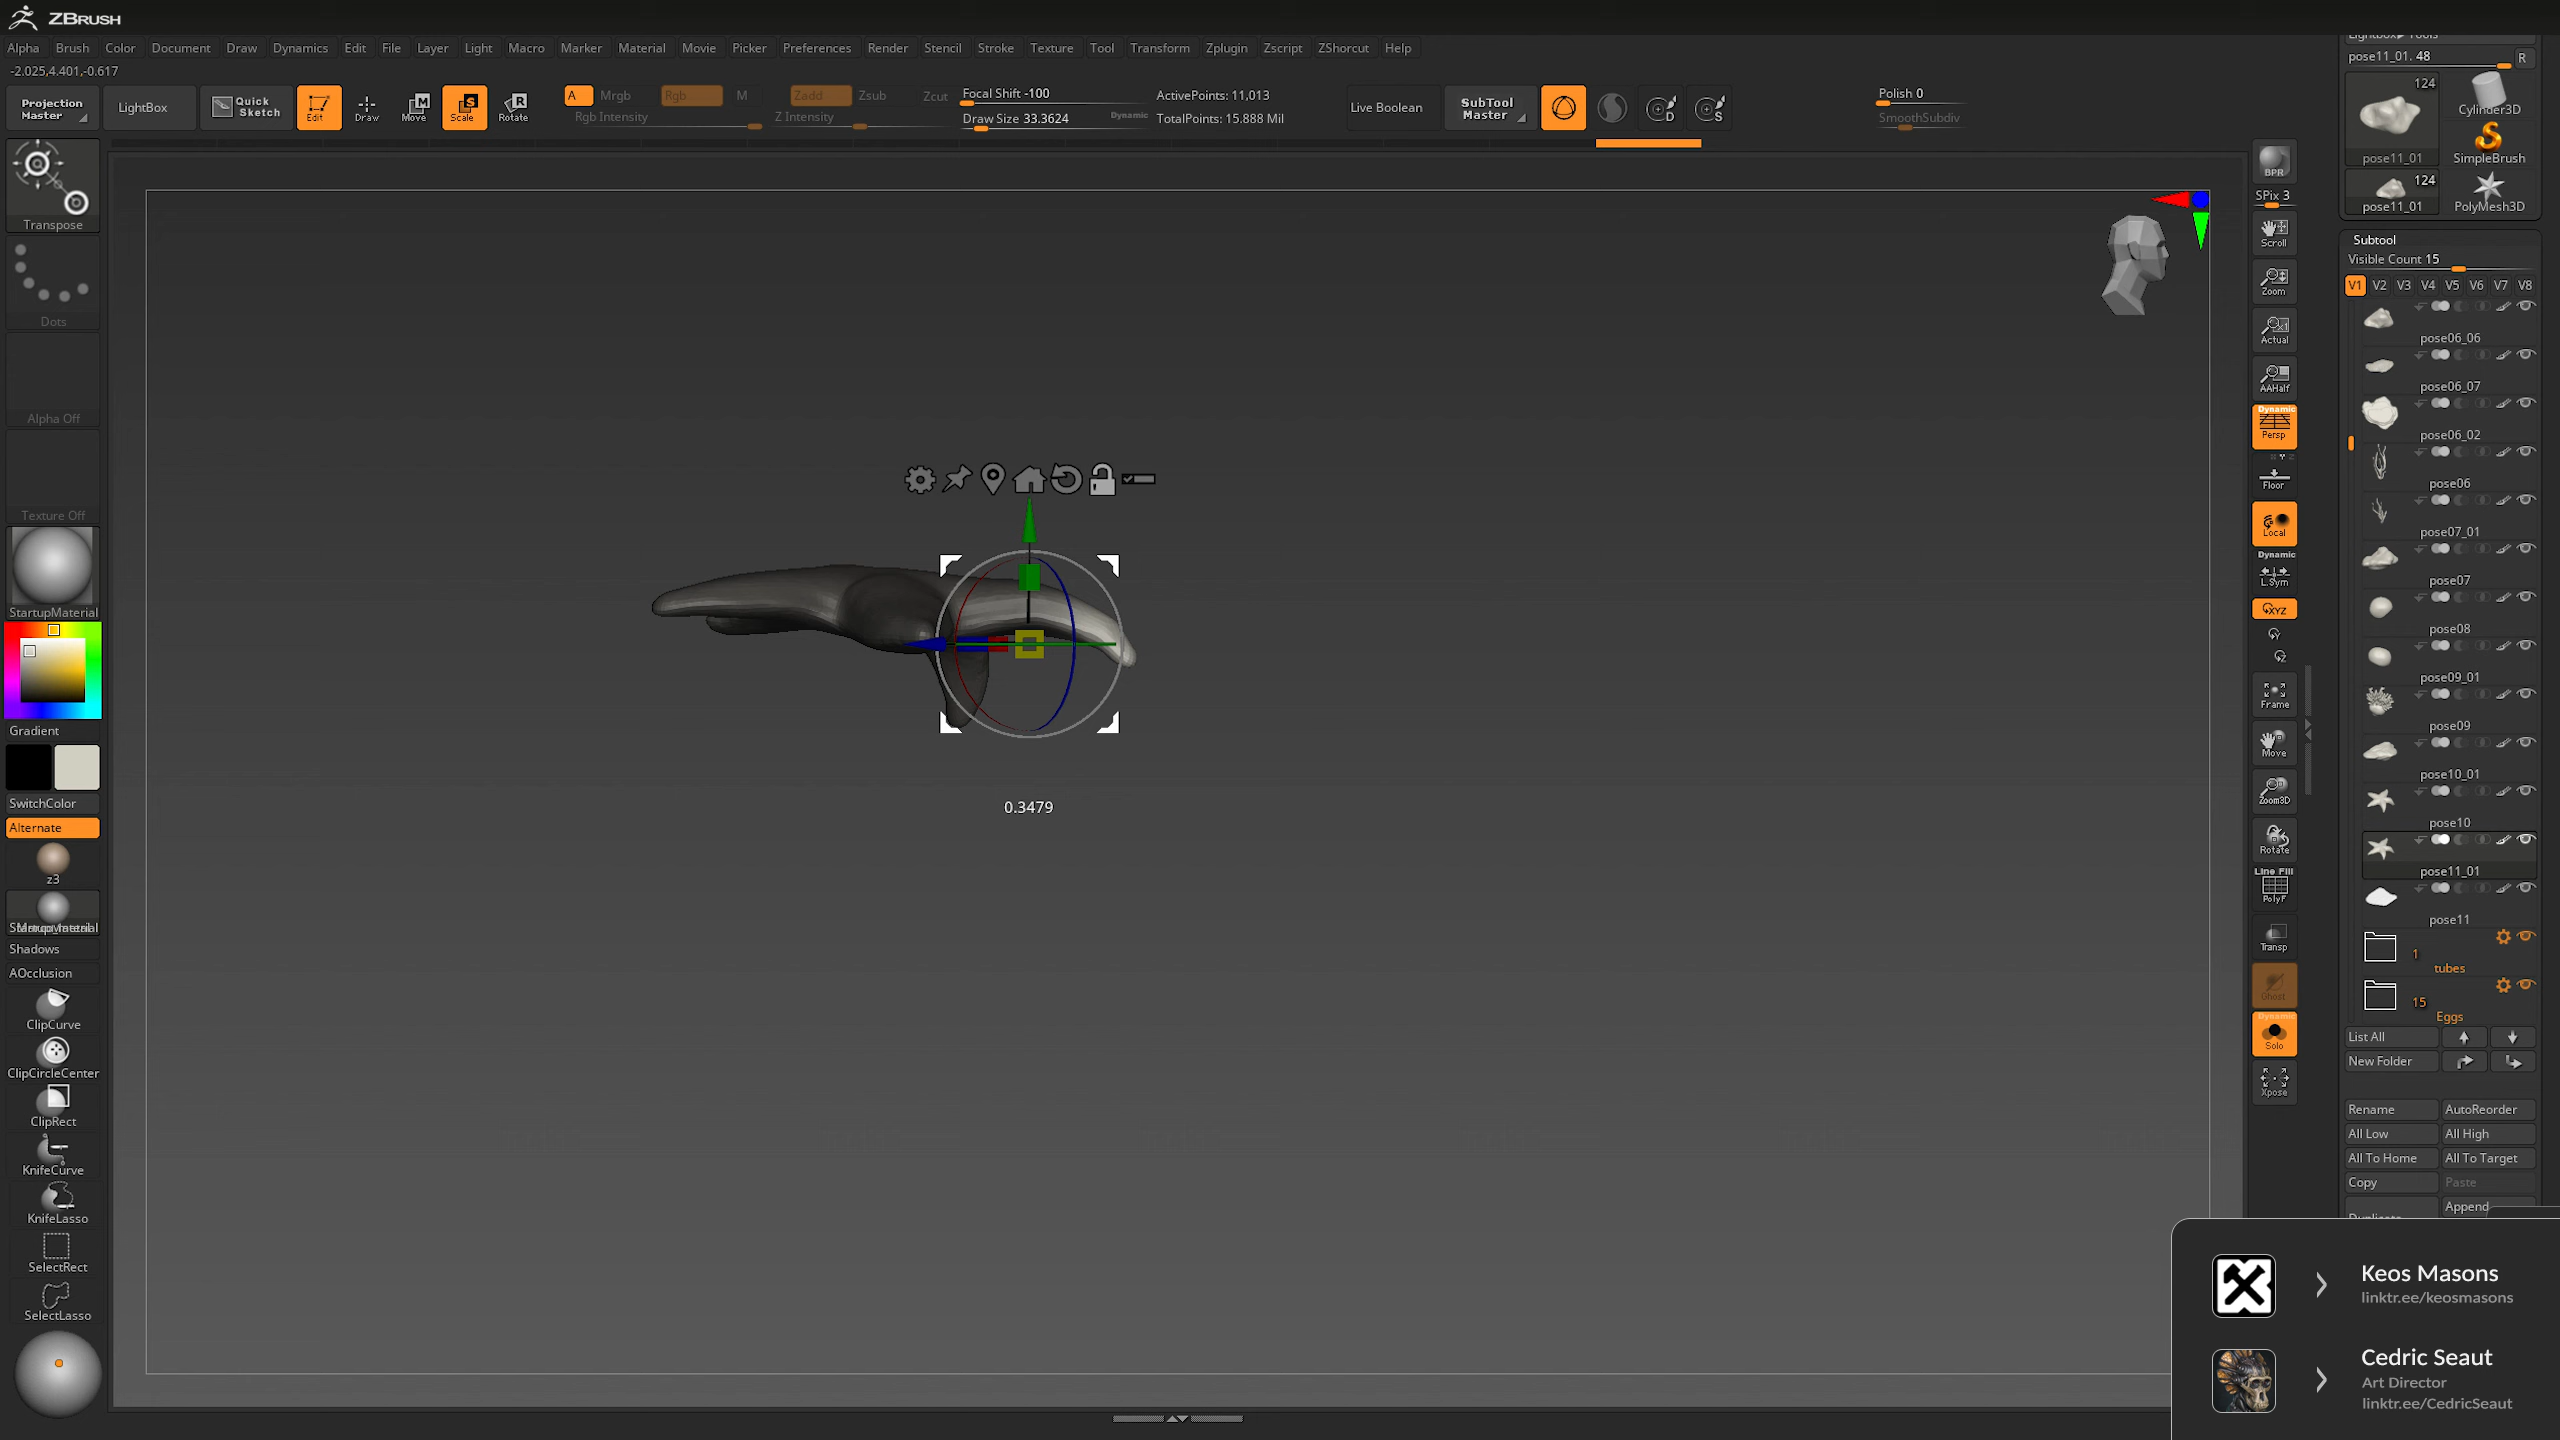 ZBRUSH
Alpha Brush Color Document Draw Dynamics Edit File Layer Light Macro Marker Material Movie Picker Preferences Render Stencil Stroke Texture Tool Transform Zplugin Zscript ZShorcut Help
-2.025,4.401,-0.617
Projection Master
LightBox
Quick Sketch
Edit
Draw
Move
Scale
Rotate
A
Mrgb
Rgb
M
Rgb Intensity
Zadd
Zsub
Zcut
Z Intensity
Focal Shift -100
Draw Size 33.3624
Dynamic
ActivePoints: 11,013
TotalPoints: 15.888 Mil
Live Boolean
SubTool Master
Polish 0
SmoothSubdiv
Transpose
Dots
Alpha Off
Texture Off
StartupMaterial
Gradient
SwitchColor
Alternate
z3
Shadows
AOcclusion
ClipCurve
ClipCircleCenter
ClipRect
KnifeCurve
KnifeLasso
SelectRect
SelectLasso
0.3479
BPR
SPix 3
Scroll
Zoom
Actual
AAHalf
Dynamic
Persp
Floor
Local
Dynamic
L.Sym
XYZ
Frame
Move
Zoom3D
Rotate
Line Fill
PolyF
Transp
Ghost
Dynamic
Solo
Xpose
pose11_01. 48
R
124
pose11_01
Cylinder3D
SimpleBrush
124
pose11_01
PolyMesh3D
Subtool
Visible Count 15
V1 V2 V3 V4 V5 V6 V7 V8
pose06_06
pose06_07
pose06_02
pose06
pose07_01
pose07
pose08
pose09_01
pose09
pose10_01
pose10
pose11_01
pose11
1
tubes
15
Eggs
List All
New Folder
Rename AutoReorder
All Low All High
All To Home All To Target
Copy Paste
Append
Keos Masons
linktr.ee/keosmasons
Cedric Seaut
Art Director
linktr.ee/CedricSeaut